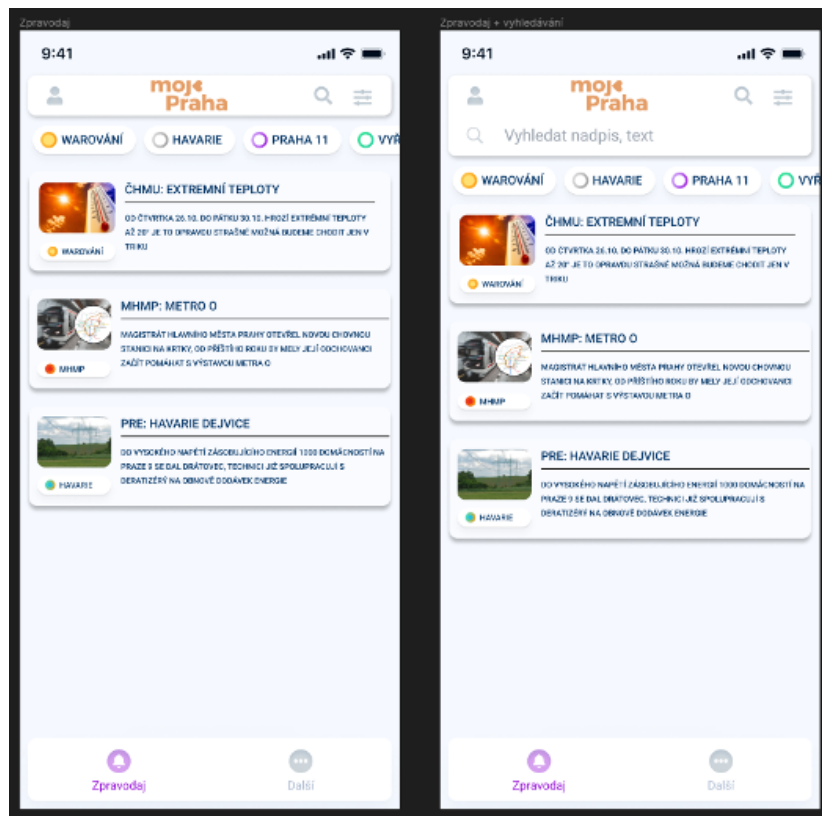 Zpravodaj
9:41
moje
Praha
WAROVÁNÍ
HAVARIE
PRAHA 11
VYŘ
ČHMU: EXTREMNÍ TEPLOTY
OD ČTVRTKA 26.10. DO PÁTKU 30.10. HROZÍ EXTRÉMNÍ TEPLOTY
AŽ 20° JE TO OPRAVDU STRAŠNÉ MOŽNÁ BUDEME CHODIT JEN V
TRIKU
WAROVÁNÍ
MHMP: METRO O
MAGISTRÁT HLAVNÍHO MĚSTA PRAHY OTEVŘEL NOVOU CHOVNOU
STANICI NA KRTKY, OD PŘÍŠTÍHO ROKU BY MELY JEJÍ ODCHOVANCI
ZAČÍT POMÁHAT S VÝSTAVOU METRA O
MHMP
PRE: HAVARIE DEJVICE
DO VYSOKÉHO NAPĚTÍ ZÁSOBUJÍCÍHO ENERGIÍ 1000 DOMÁCNOSTÍ NA
PRAZE 9 SE DAL DRÁTOVEC, TECHNICI JIŽ SPOLUPRACUJÍ S
DERATIZÉRÝ NA OBNOVĚ DODÁVEK ENERGIE
HAVARIE
Zpravodaj
Další
Zpravodaj + vyhledávání
9:41
moje
Praha
Vyhledat nadpis, text
WAROVÁNÍ
HAVARIE
PRAHA 11
VYŘ
ČHMU: EXTREMNÍ TEPLOTY
OD ČTVRTKA 26.10. DO PÁTKU 30.10. HROZÍ EXTRÉMNÍ TEPLOTY
AŽ 20° JE TO OPRAVDU STRAŠNÉ MOŽNÁ BUDEME CHODIT JEN V
TRIKU
WAROVÁNÍ
MHMP: METRO O
MAGISTRÁT HLAVNÍHO MĚSTA PRAHY OTEVŘEL NOVOU CHOVNOU
STANICI NA KRTKY, OD PŘÍŠTÍHO ROKU BY MELY JEJÍ ODCHOVANCI
ZAČÍT POMÁHAT S VÝSTAVOU METRA O
MHMP
PRE: HAVARIE DEJVICE
DO VYSOKÉHO NAPĚTÍ ZÁSOBUJÍCÍHO ENERGIÍ 1000 DOMÁCNOSTÍ NA
PRAZE 9 SE DAL DRÁTOVEC, TECHNICI JIŽ SPOLUPRACUJÍ S
DERATIZÉRÝ NA OBNOVĚ DODÁVEK ENERGIE
HAVARIE
Zpravodaj
Další